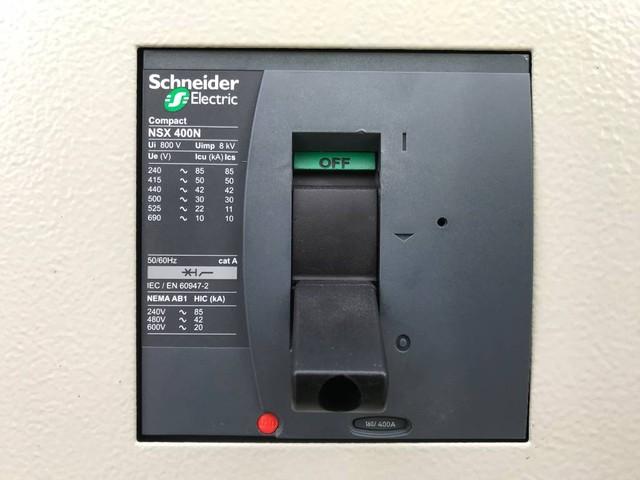 Schneider
Electric
Compact
NSX 400N
Ui 800 V Uimp 8 kV
Ue (V) Icu (kA) Ics
240 ~ 85 85
415 ~ 50 50
440 ~ 42 42
500 ~ 30 30
525 ~ 22 11
690 ~ 10 10
50/60Hz cat A
IEC / EN 60947-2
NEMA AB1 HIC (kA)
240V ~ 85
480V ~ 42
600V ~ 20
OFF
I
O
160/400A